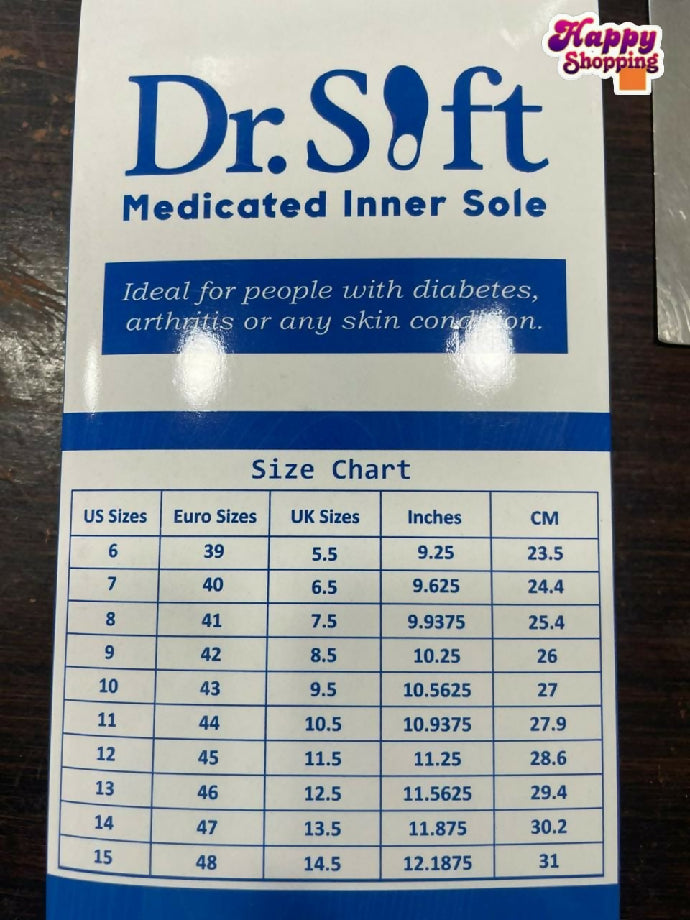 Happy
Shopping
Dr. Soft
Medicated Inner Sole
Ideal for people with diabetes,
arthritis or any skin condition.
Size Chart
US Sizes Euro Sizes UK Sizes Inches CM
6 39 5.5 9.25 23.5
7 40 6.5 9.625 24.4
8 41 7.5 9.9375 25.4
9 42 8.5 10.25 26
10 43 9.5 10.5625 27
11 44 10.5 10.9375 27.9
12 45 11.5 11.25 28.6
13 46 12.5 11.5625 29.4
14 47 13.5 11.875 30.2
15 48 14.5 12.1875 31